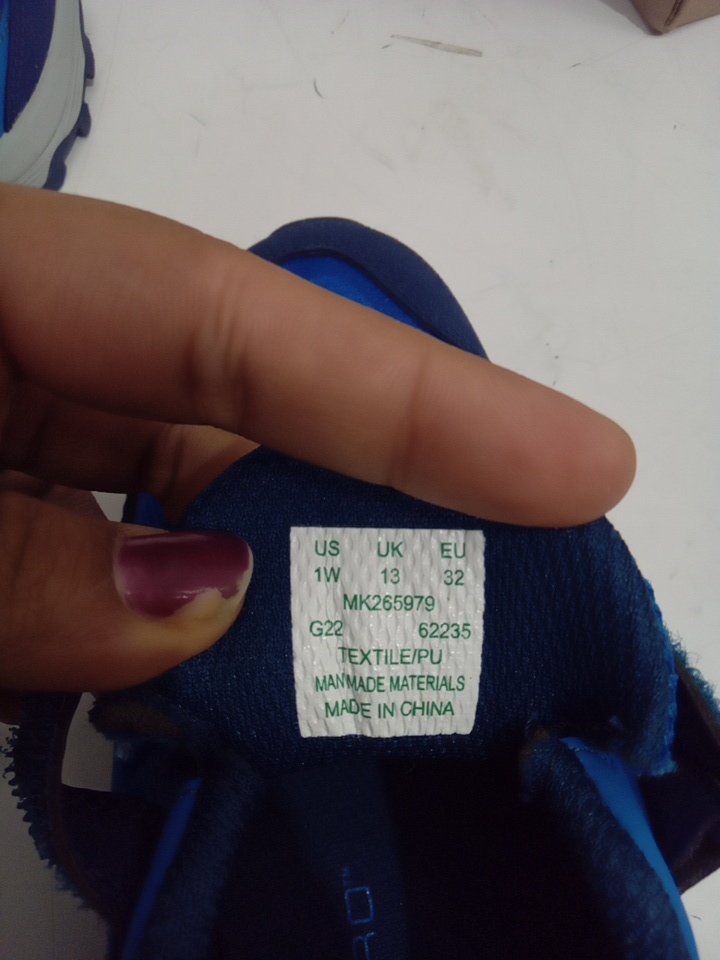 US UK EU
1W 13 32
MK265979
G22 62235
TEXTILE/PU
MAN MADE MATERIALS
MADE IN CHINA